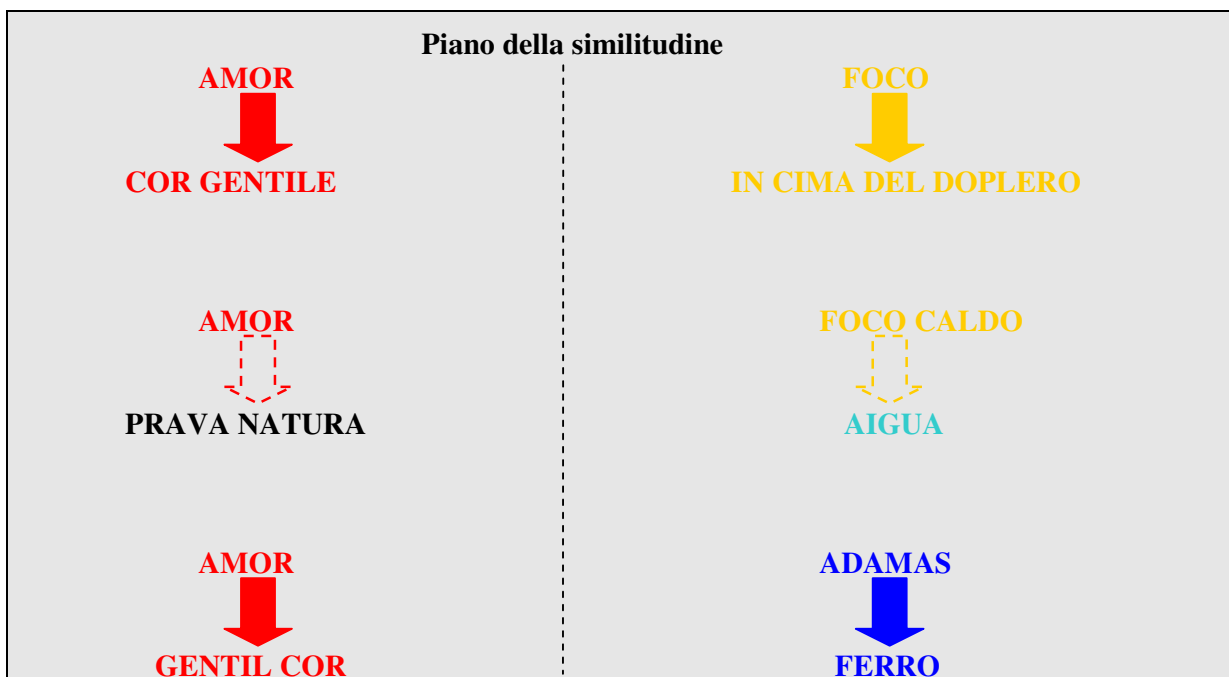 Piano della similitudine
AMOR FOCO
COR GENTILE IN CIMA DEL DOPLERO
AMOR FOCO CALDO
PRAVA NATURA AIGUA
AMOR ADAMAS
GENTIL COR FERRO